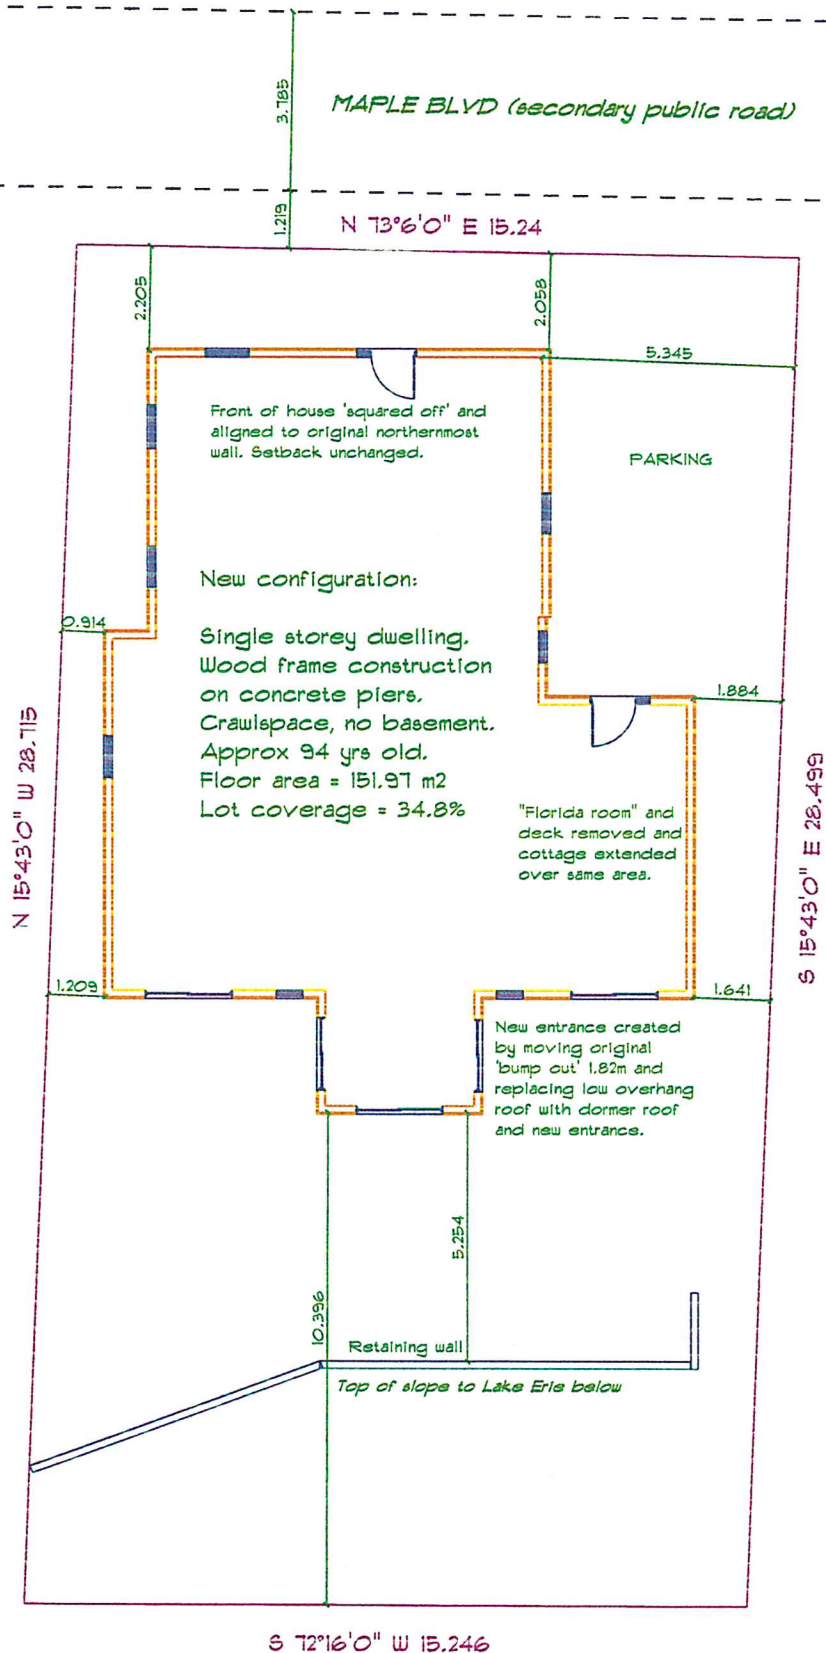 3.785
MAPLE BLVD (secondary public road)
1.219
N 73°6'0" E 15.24
2.205
2.058
5.345
Front of house 'squared off' and
aligned to original northernmost
wall. Setback unchanged.
PARKING
New configuration:
0.914
Single storey dwelling.
Wood frame construction
on concrete piers.
Crawlspace, no basement.
Approx 94 yrs old.
Floor area = 151.97 m2
Lot coverage = 34.8%
1.884
N 15°43'0" W 28.715
S 15°43'0" E 28.499
"Florida room" and
deck removed and
cottage extended
over same area.
1.209
1.641
New entrance created
by moving original
'bump out' 1.82m and
replacing low overhang
roof with dormer roof
and new entrance.
5.254
10.396
Retaining wall
Top of slope to Lake Erie below
S 72°16'0" W 15.246